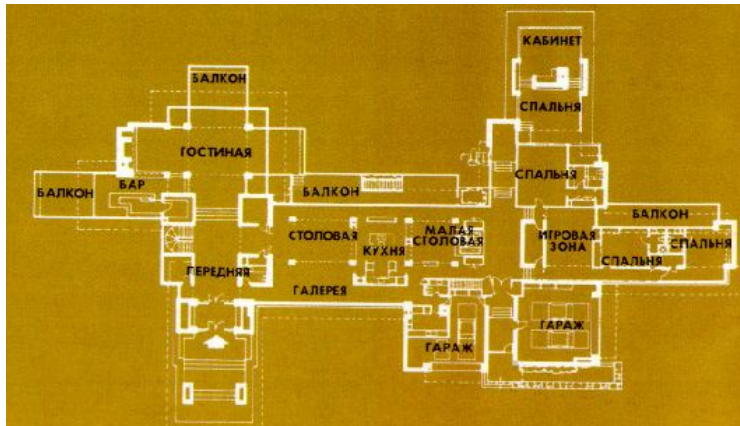 КАБИНЕТ
БАЛКОН
СПАЛЬНЯ
ГОСТИНАЯ
СПАЛЬНЯ
БАЛКОН
БАР
БАЛКОН
БАЛКОН
СТОЛОВАЯ
МАЛАЯ
СТОЛОВАЯ
КУХНЯ
ИГРОВАЯ
ЗОНА
СПАЛЬНЯ
СПАЛЬНЯ
ПЕРЕДНЯЯ
ГАЛЕРЕЯ
ГАРАЖ
ГАРАЖ